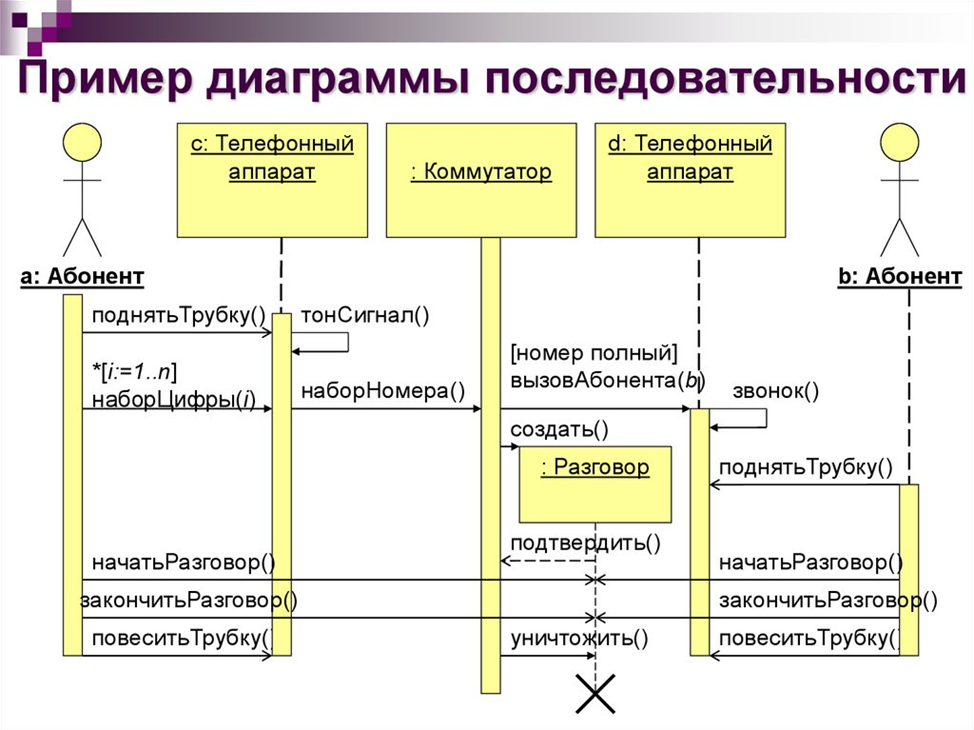 Пример диаграммы последовательности
c: Телефонный
аппарат
: Коммутатор
d: Телефонный
аппарат
a: Абонент
b: Абонент
поднятьТрубку()
тонСигнал()
[номер полный]
*[i:=1..n]
вызовАбонента(b)
наборЦифры(i)
наборНомера()
звонок()
создать()
: Разговор
поднятьТрубку()
подтвердить()
начатьРазговор()
начатьРазговор()
закончитьРазговор()
закончитьРазговор()
повеситьТрубку()
уничтожить()
повеситьТрубку()